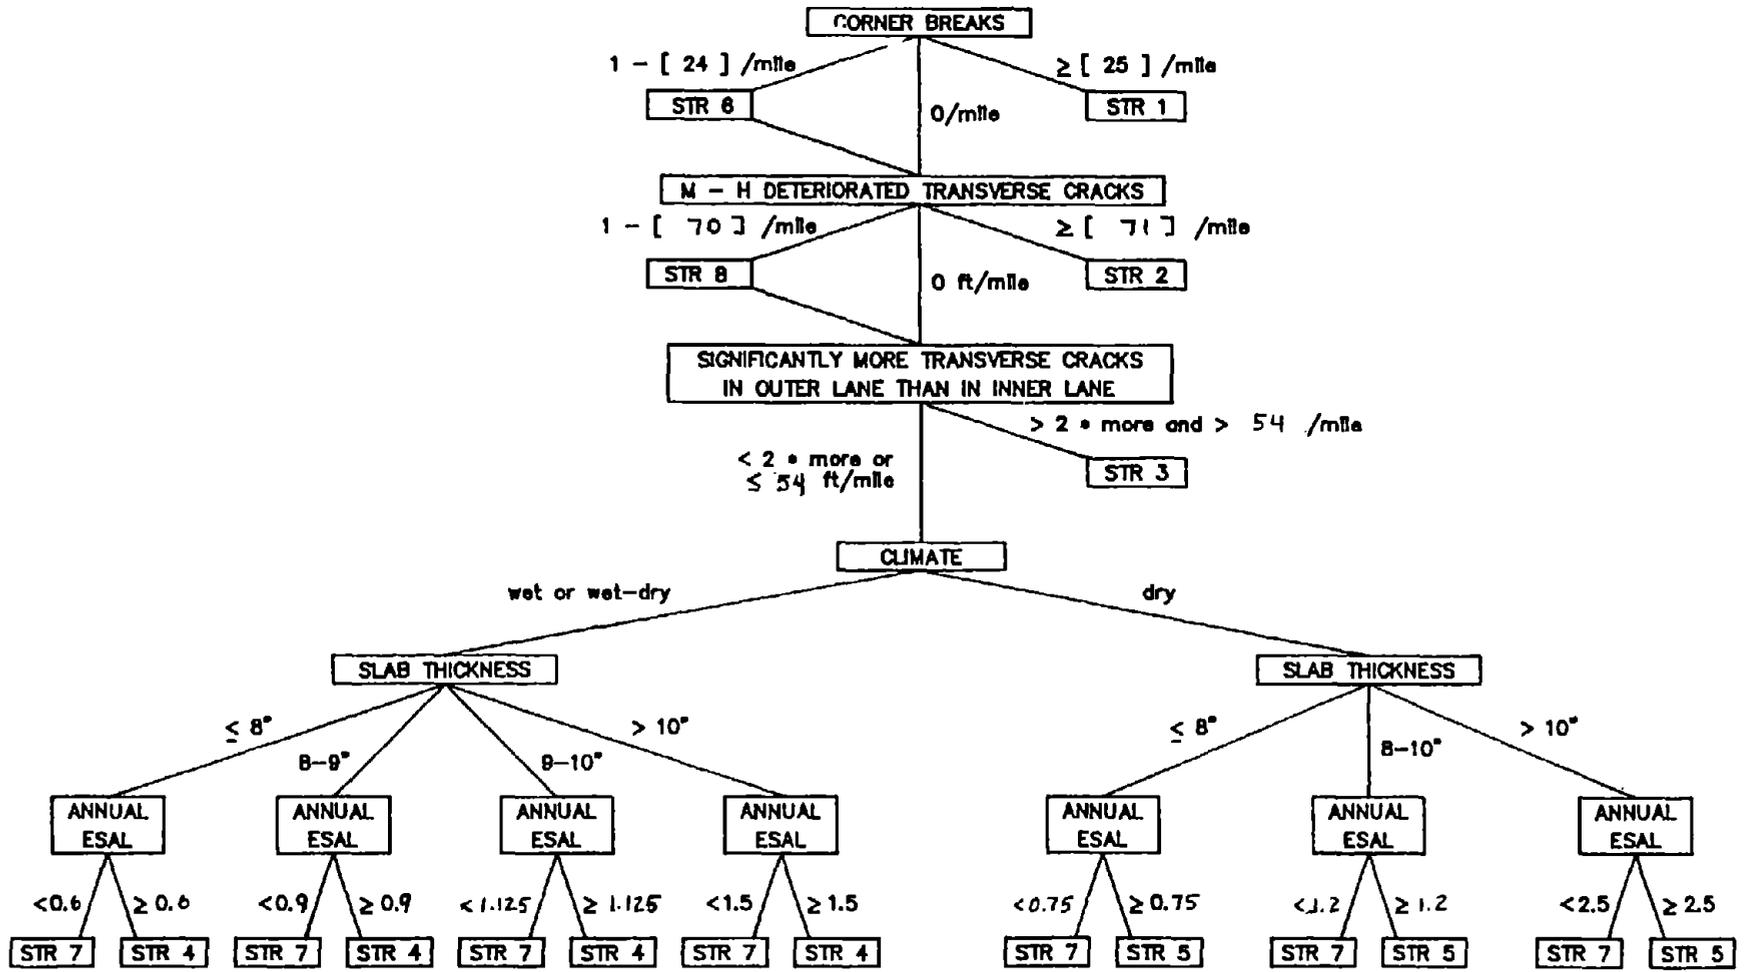 CORNER BREAKS
1 - [ 24 ] /mile
≥ [ 25 ] /mile
STR 6
0/mile
STR 1
M - H DETERIORATED TRANSVERSE CRACKS
1 - [ 70 ] /mile
≥ [ 71 ] /mile
STR 8
0 ft/mile
STR 2
SIGNIFICANTLY MORE TRANSVERSE CRACKS
IN OUTER LANE THAN IN INNER LANE
> 2 * more and > 54 /mile
< 2 * more or
≤ 54 ft/mile
STR 3
CLIMATE
wet or wet-dry
dry
SLAB THICKNESS
SLAB THICKNESS
≤ 8"
8-9"
9-10"
> 10"
≤ 8"
8-10"
> 10"
ANNUAL
ESAL
ANNUAL
ESAL
ANNUAL
ESAL
ANNUAL
ESAL
ANNUAL
ESAL
ANNUAL
ESAL
ANNUAL
ESAL
<0.6
≥ 0.6
<0.9
≥ 0.9
<1.125
≥ 1.125
<1.5
≥ 1.5
<0.75
≥ 0.75
<1.2
≥ 1.2
<2.5
≥ 2.5
STR 7
STR 4
STR 7
STR 4
STR 7
STR 4
STR 7
STR 4
STR 7
STR 5
STR 7
STR 5
STR 7
STR 5